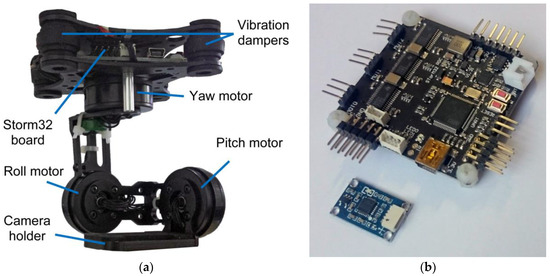 Vibration
dampers
Yaw motor
Storm32
board
Pitch motor
Roll motor
Camera
holder
(a)
(b)